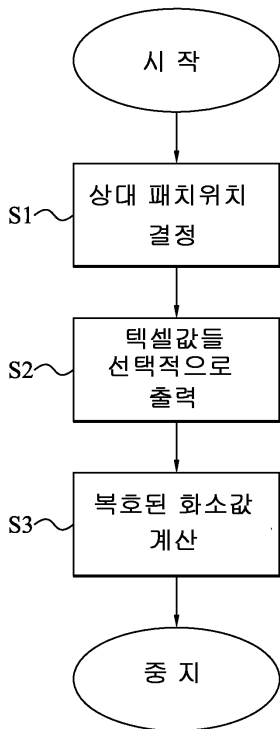 시 작
S1
상대 패치위치
결정
S2
텍셀값들
선택적으로
출력
S3
복호된 화소값
계산
중 지